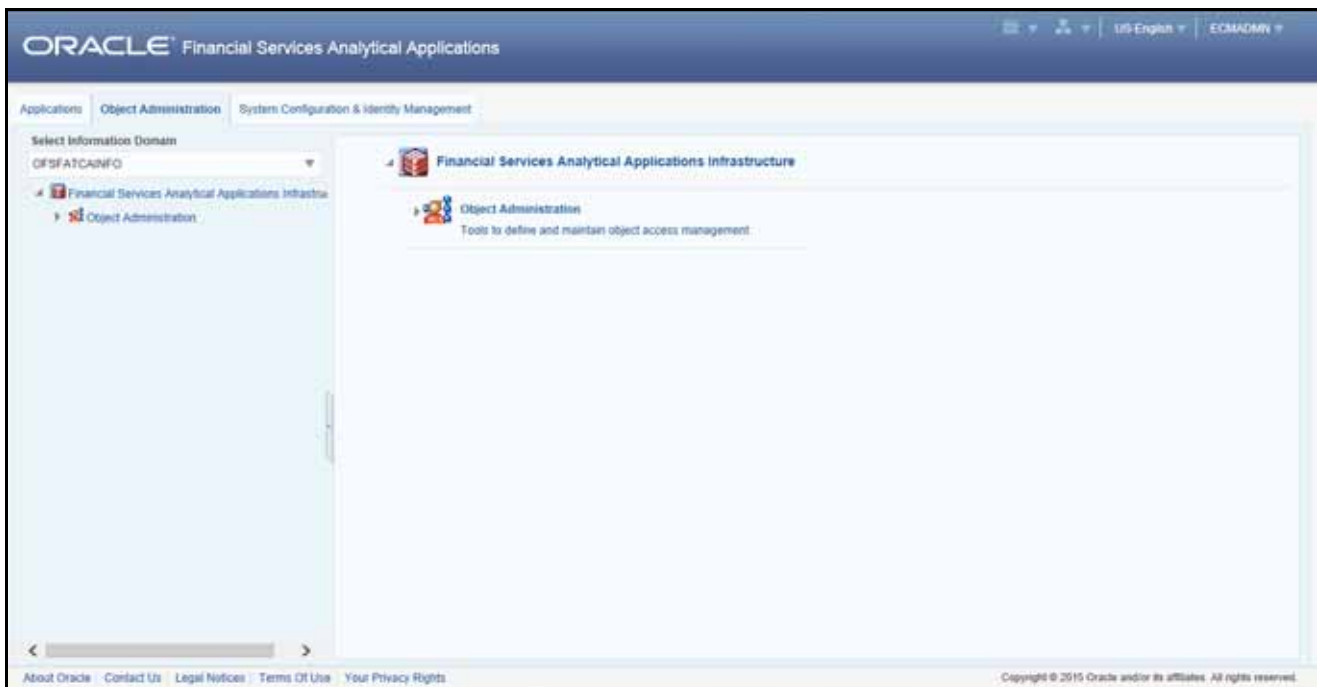 ORACLE Financial Services Analytical Applications
US-English
ECMADMN
Applications
Object Administration
System Configuration & Identity Management
Select Information Domain
OFSFATCAINFO
Financial Services Analytical Applications Infrastru
Object Administration
Financial Services Analytical Applications Infrastructure
Object Administration
Tools to define and maintain object access management
About Oracle
Contact Us
Legal Notices
Terms Of Use
Your Privacy Rights
Copyright © 2015 Oracle and/or its affiliates. All rights reserved.